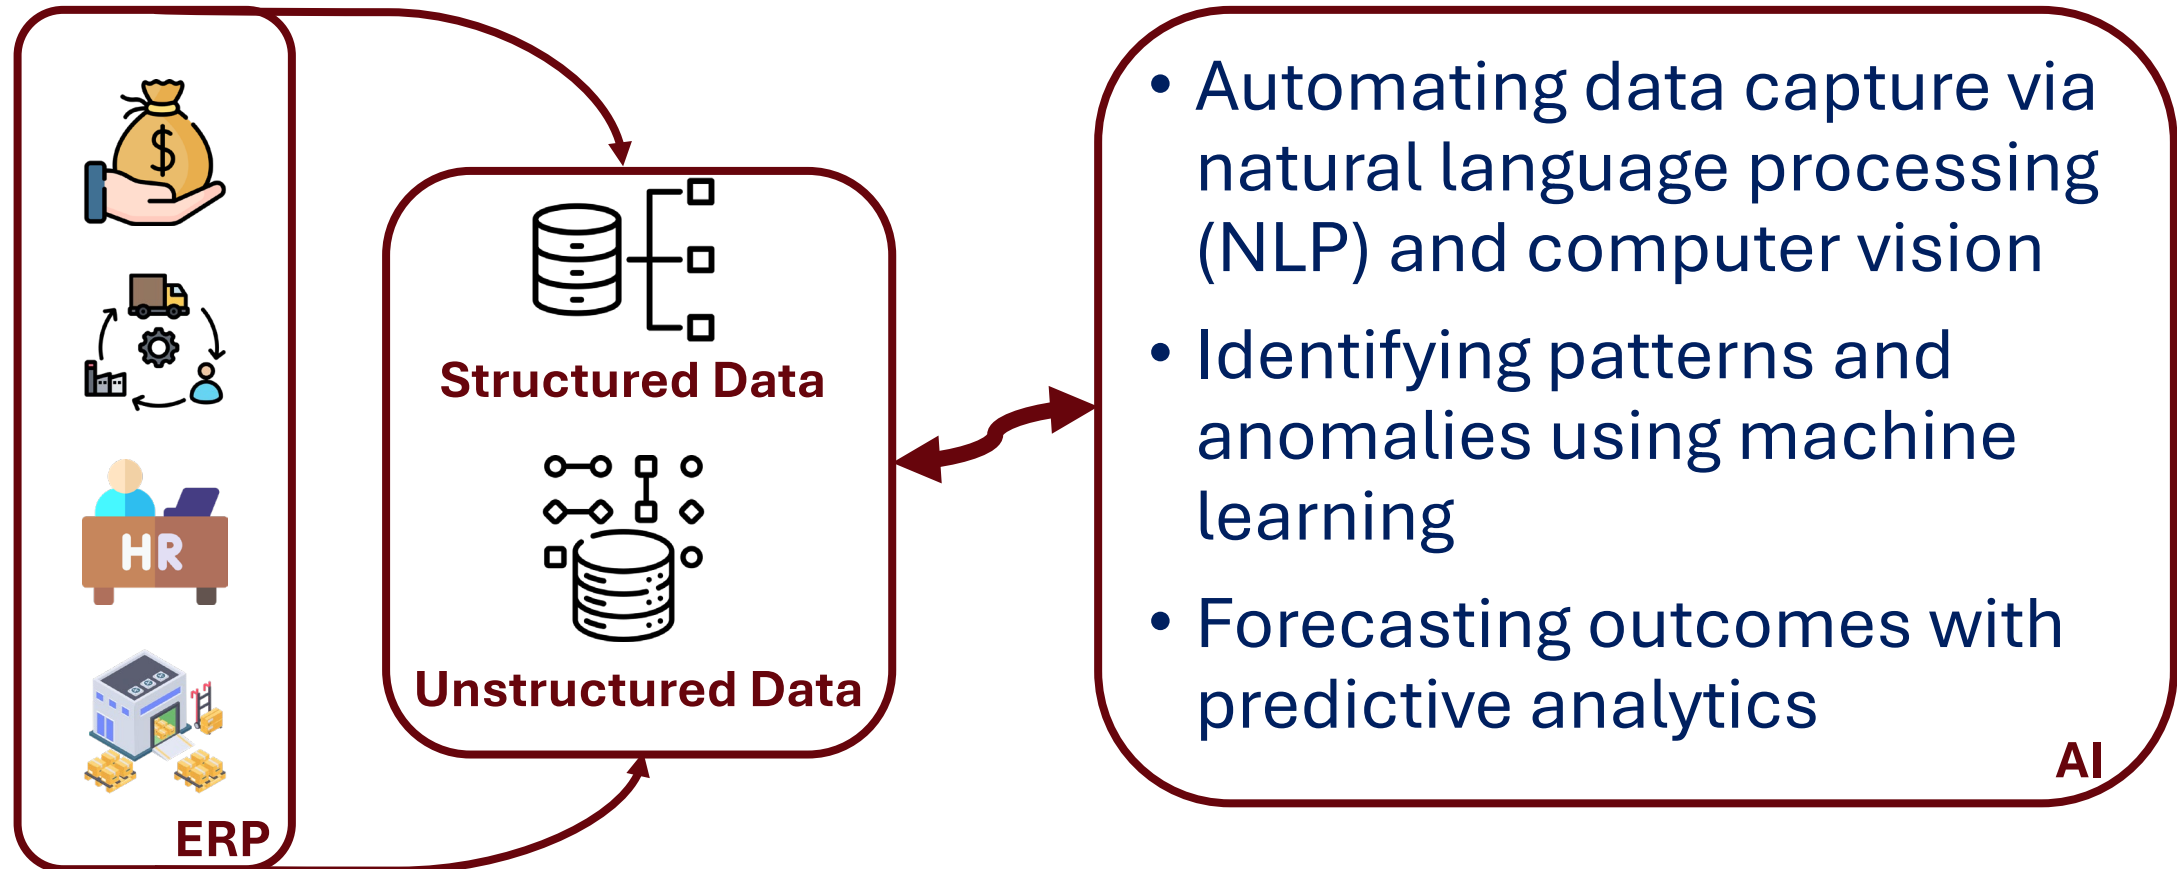 $
HR
ERP
Structured Data
Unstructured Data
• Automating data capture via
natural language processing
(NLP) and computer vision
• Identifying patterns and
anomalies using machine
learning
• Forecasting outcomes with
predictive analytics
AI